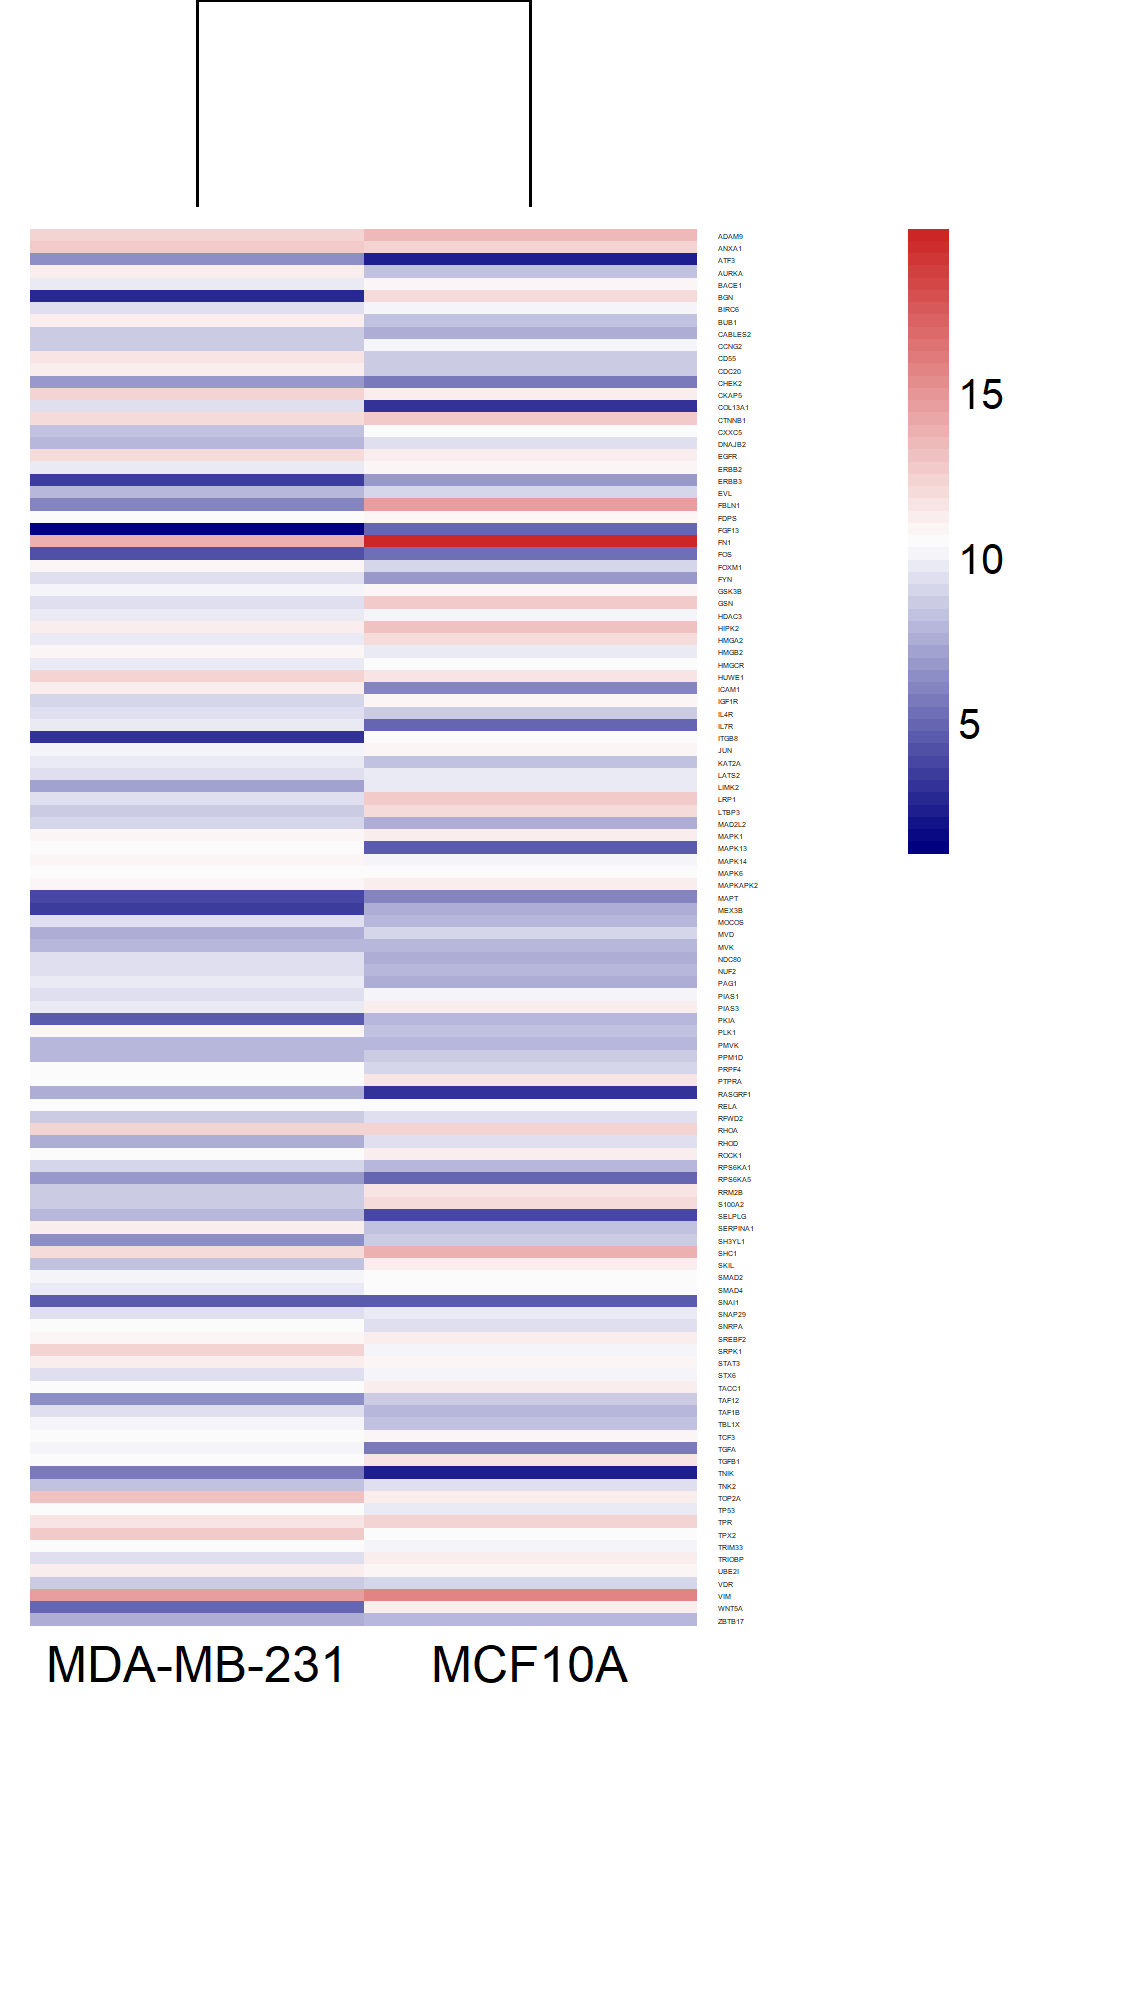 ADAM9
ANXA1
ATF3
AURKA
BACE1
BGN
BIRC6
BUB1
CABLES2
CCNG2
CD55
CDC20
CHEK2
CKAP5
COL13A1
CTNNB1
CXXC5
DNAJB2
EGFR
ERBB2
ERBB3
EVL
FBLN1
FDPS
FGF13
FN1
FOS
FOXM1
FYN
GSK3B
GSN
HDAC3
HIPK2
HMGA2
HMGB2
HMGCR
HUWE1
ICAM1
IGF1R
IL4R
IL7R
ITGB8
JUN
KAT2A
LATS2
LIMK2
LRP1
LTBP3
MAD2L2
MAPK1
MAPK13
MAPK14
MAPK6
MAPKAPK2
MAPT
MEX3B
MOCOS
MVD
MVK
NDC80
NUF2
PAG1
PIAS1
PIAS3
PKIA
PLK1
PMVK
PPM1D
PRPF4
PTPRA
RASGRF1
RELA
RFWD2
RHOA
RHOD
ROCK1
RPS6KA1
RPS6KA5
RRM2B
S100A2
SELPLG
SERPINA1
SH3YL1
SHC1
SKIL
SMAD2
SMAD4
SNAI1
SNAP29
SNRPA
SREBF2
SRPK1
STAT3
STX6
TACC1
TAF12
TAF1B
TBL1X
TCF3
TGFA
TGFB1
TNIK
TNK2
TOP2A
TP53
TPR
TPX2
TRIM33
TRIOBP
UBE2I
VDR
VIM
WNT5A
ZBTB17
15
10
5
MDA-MB-231 MCF10A